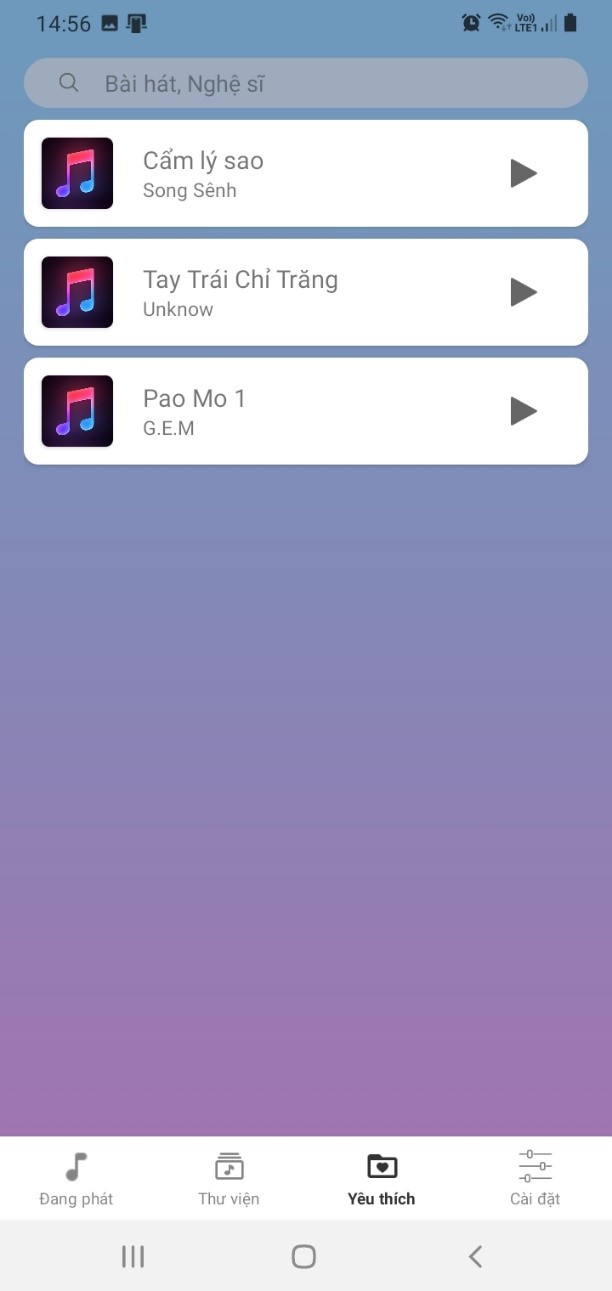 14:56
Vo))
LTE1
Bài hát, Nghệ sĩ
Cẩm lý sao
Song Sênh
Tay Trái Chỉ Trăng
Unknow
Pao Mo 1
G.E.M
Đang phát
Thư viện
Yêu thích
Cài đặt